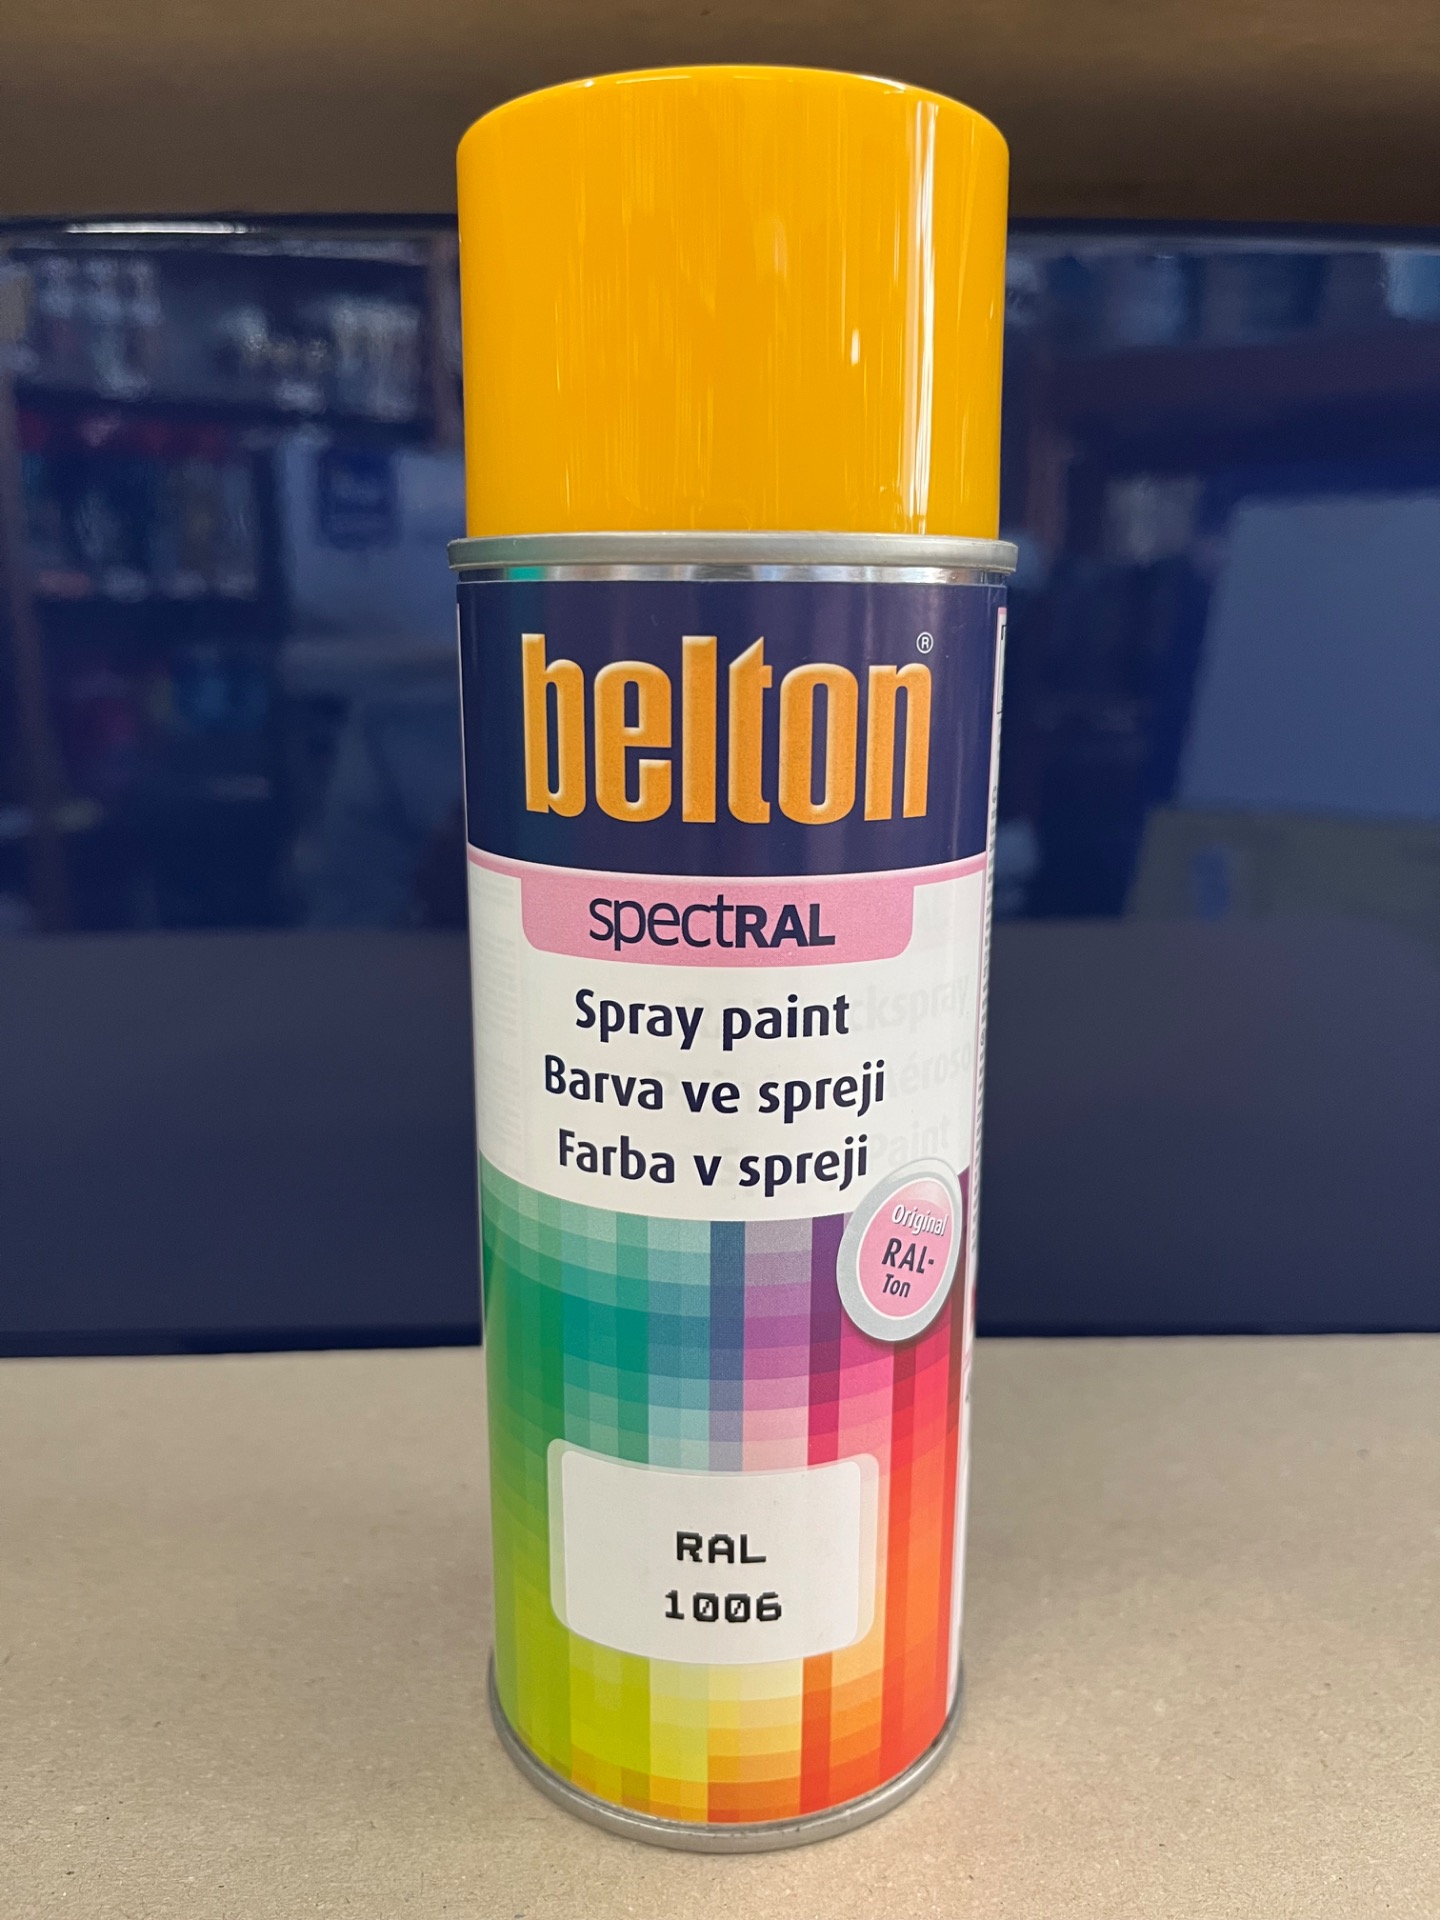 belton®
spectRAL
Spray paint
Barva ve spreji
Farba v spreji
Original
RAL-
Ton
RAL
1006